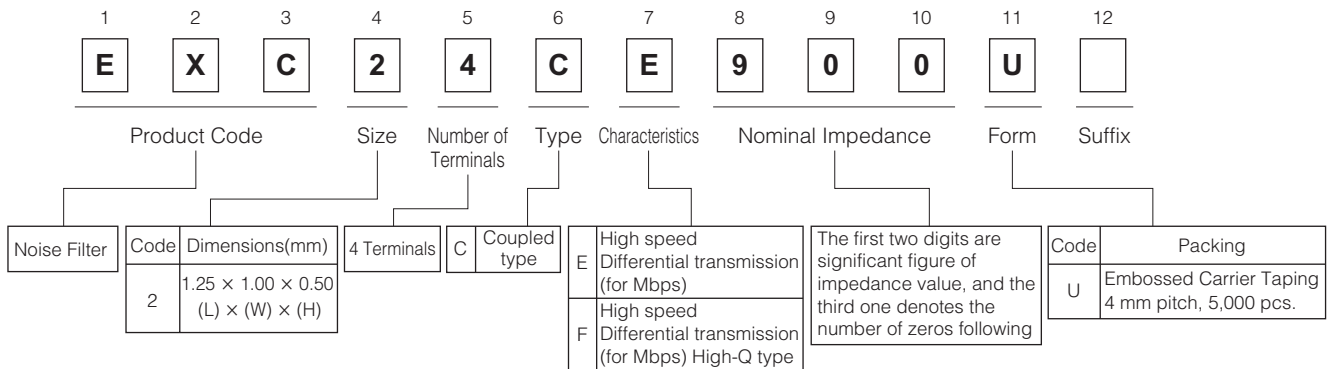 1 2 3 4 5 6 7 8 9 10 11 12
E X C 2 4 C E 9 0 0 U
Product Code Size Number of Terminals Type Characteristics Nominal Impedance Form Suffix
Noise Filter
Code Dimensions(mm)
2 1.25 × 1.00 × 0.50
(L) × (W) × (H)
4 Terminals
C Coupled
type
E High speed
Differential transmission
(for Mbps)
F High speed
Differential transmission
(for Mbps) High-Q type
The first two digits are
significant figure of
impedance value, and the
third one denotes the
number of zeros following
Code Packing
U Embossed Carrier Taping
4 mm pitch, 5,000 pcs.